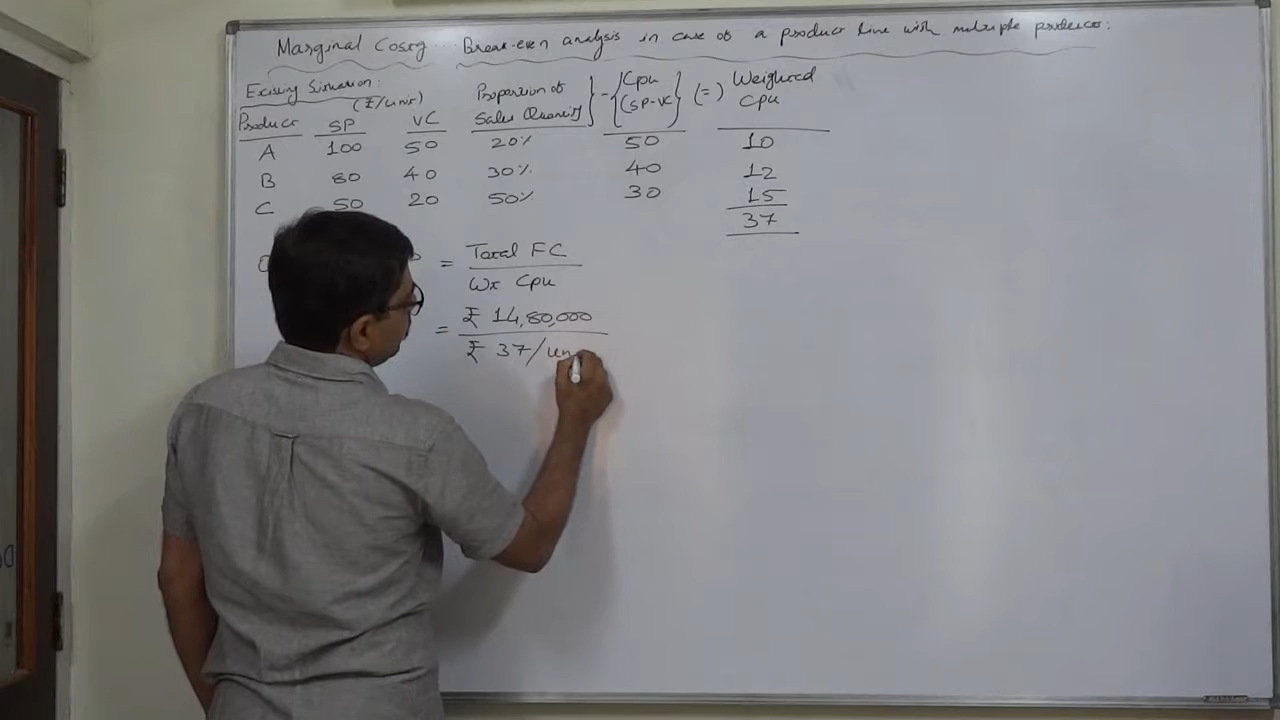 Marginal Costg .... Break-even analysis in case of a product line with multiple products:
Existing Situation:
(₹/unit)
Product SP VC Proportion of Sales Quantity } - { Cpu (SP-VC } (=) Weighted Cpu
A 100 50 20% 50 10
B 80 40 30% 40 12
C 50 20 50% 30 15
37
= Total FC
Wt Cpu
= ₹ 14,80,000
₹ 37/un